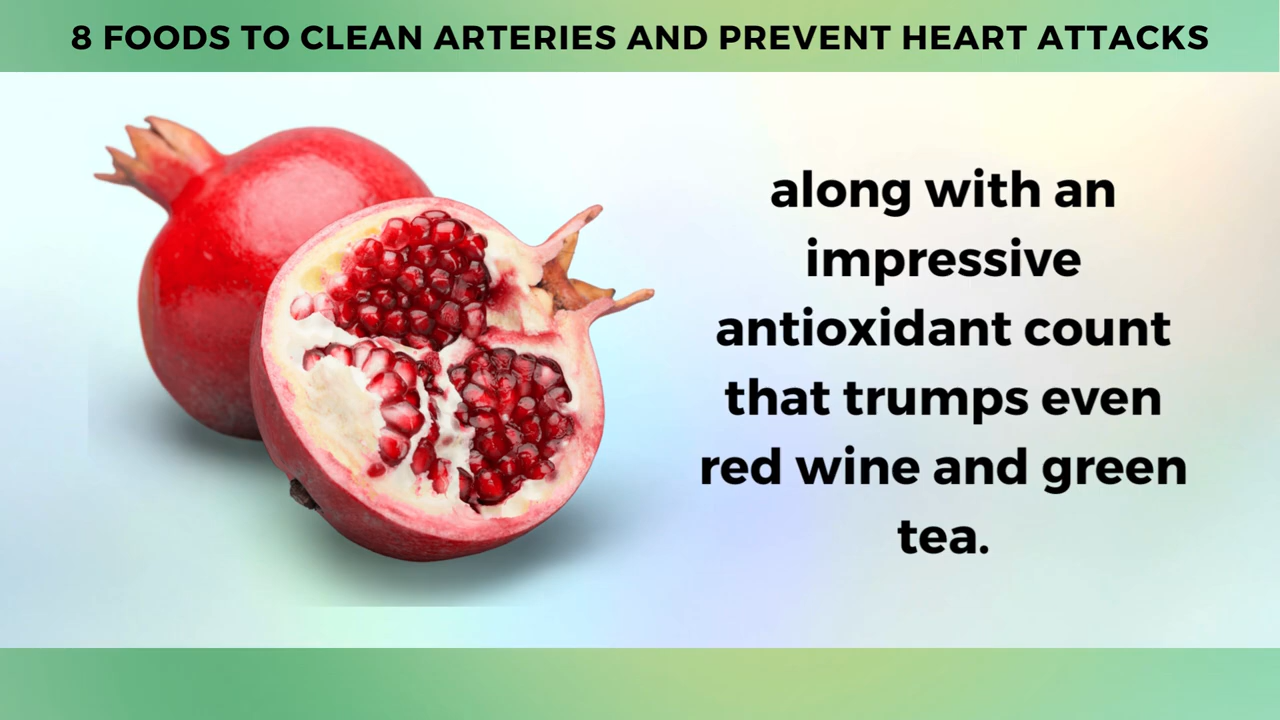 8 FOODS TO CLEAN ARTERIES AND PREVENT HEART ATTACKS
along with an
impressive
antioxidant count
that trumps even
red wine and green
tea.